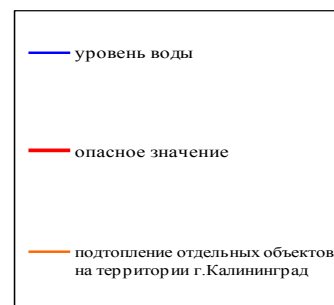 уровень воды
опасное значение
подтопление отдельных объектов
на территории г.Калининград